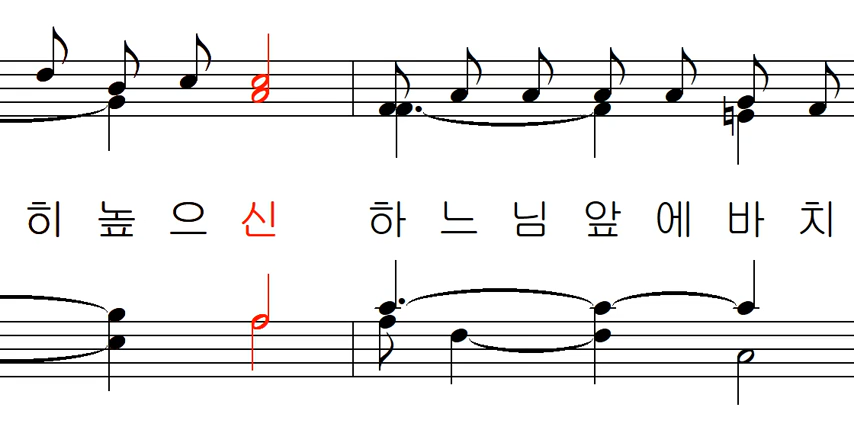 히 높 으 신 하 느 님 앞 에 바 치